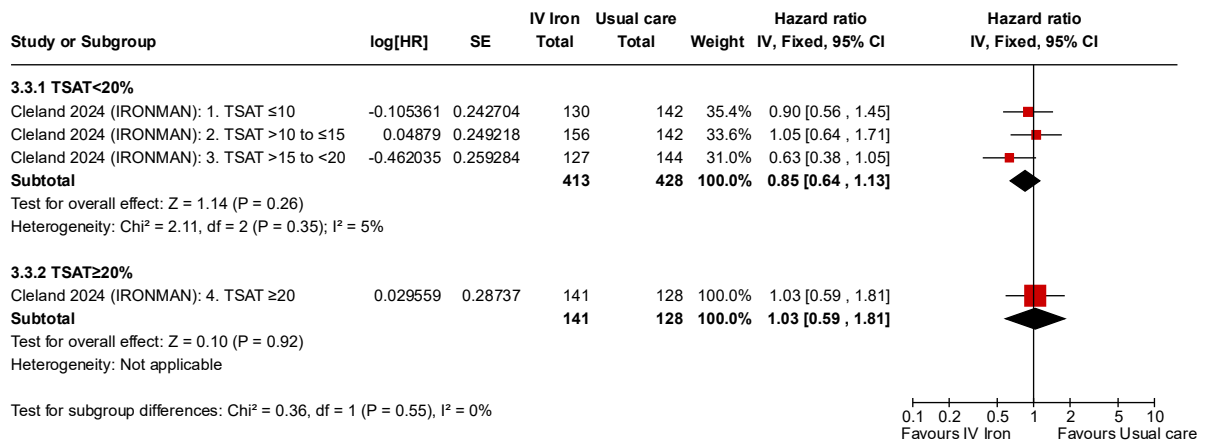 IV Iron Usual care Hazard ratio Hazard ratio
Study or Subgroup log[HR] SE Total Total Weight IV, Fixed, 95% CI IV, Fixed, 95% CI
3.3.1 TSAT<20%
Cleland 2024 (IRONMAN): 1. TSAT ≤10 -0.105361 0.242704 130 142 35.4% 0.90 [0.56 , 1.45]
Cleland 2024 (IRONMAN): 2. TSAT >10 to ≤15 0.04879 0.249218 156 142 33.6% 1.05 [0.64 , 1.71]
Cleland 2024 (IRONMAN): 3. TSAT >15 to <20 -0.462035 0.259284 127 144 31.0% 0.63 [0.38 , 1.05]
Subtotal 413 428 100.0% 0.85 [0.64 , 1.13]
Test for overall effect: Z = 1.14 (P = 0.26)
Heterogeneity: Chi² = 2.11, df = 2 (P = 0.35); I² = 5%
3.3.2 TSAT≥20%
Cleland 2024 (IRONMAN): 4. TSAT ≥20 0.029559 0.28737 141 128 100.0% 1.03 [0.59 , 1.81]
Subtotal 141 128 100.0% 1.03 [0.59 , 1.81]
Test for overall effect: Z = 0.10 (P = 0.92)
Heterogeneity: Not applicable
Test for subgroup differences: Chi² = 0.36, df = 1 (P = 0.55), I² = 0%
0.1 0.2 0.5 1 2 5 10
Favours IV Iron Favours Usual care